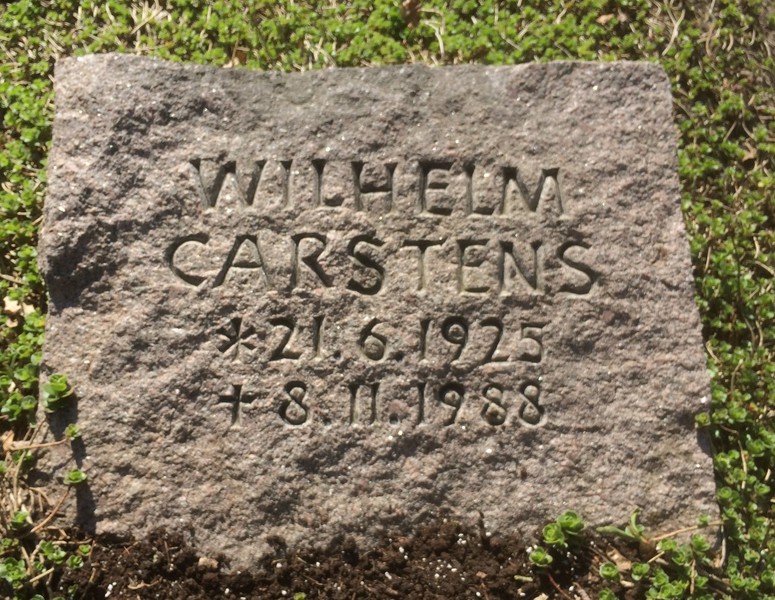 WILHELM
CARSTENS
* 21.6.1925
✝ 8.11.1988